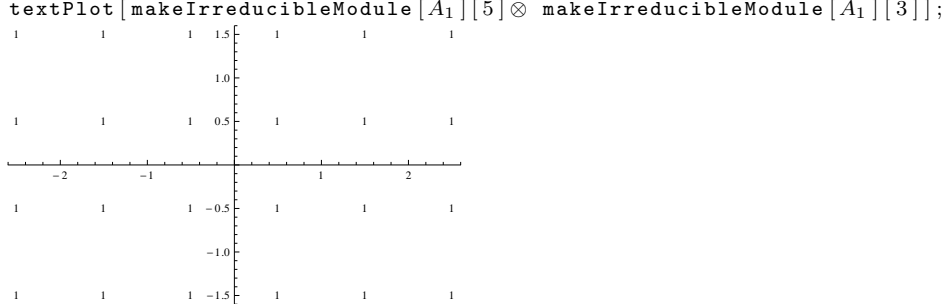 textPlot[makeIrreducibleModule[A₁][5]⊗ makeIrreducibleModule[A₁][3]];
1 1 1 1.5 1 1 1
1.0
1 1 1 0.5 1 1 1
-2 -1 1 2
1 1 1 -0.5 1 1 1
-1.0
1 1 1 -1.5 1 1 1